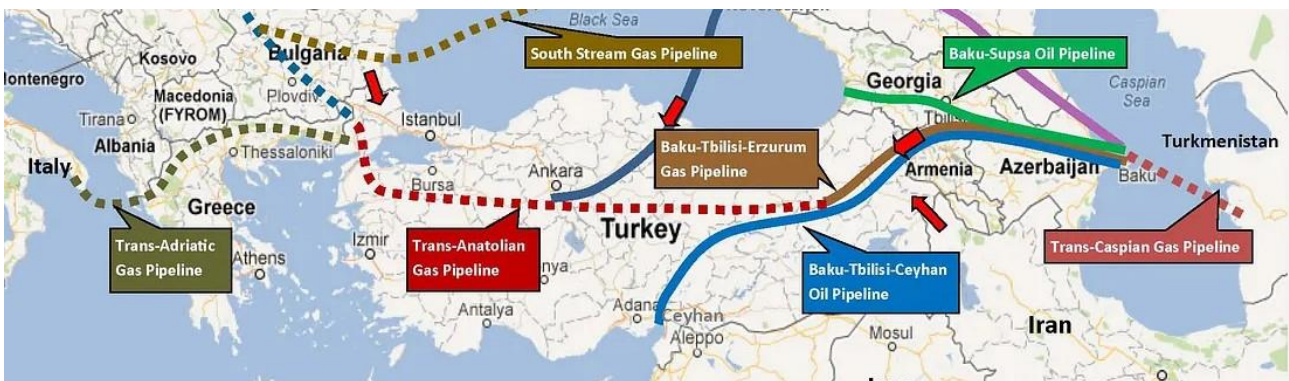 Black Sea
Bulgaria
South Stream Gas Pipeline
Baku-Supsa Oil Pipeline
Kosovo
Montenegro
Plovdiv
Georgia
Caspian
Sea
Macedonia
(FYROM)
Tirana
Istanbul
Tbilisi
Turkmenistan
Albania
Thessaloniki
Italy
Baku-Tbilisi-Erzurum
Gas Pipeline
Ankara
Bursa
Armenia
Azerbaijan
Baku
Greece
Turkey
Trans-Adriatic
Gas Pipeline
Izmir
Trans-Anatolian
Gas Pipeline
Trans-Caspian Gas Pipeline
Athens
Baku-Tbilisi-Ceyhan
Oil Pipeline
nya
Adana
Ceyhan
Antalya
Aleppo
Mosul
Iran